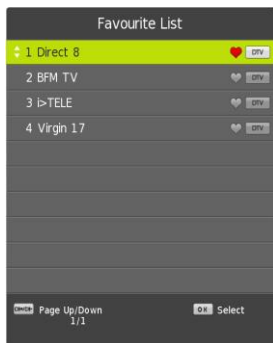 Favourite List
1 Direct 8 DTV
2 BFM TV DTV
3 i>TELE DTV
4 Virgin 17 DTV
Page Up/Down
1/1
OK Select